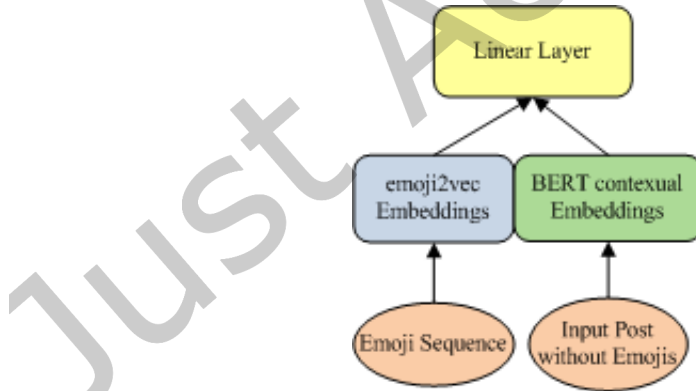 Linear Layer
emoji2vec
Embeddings
BERT contexual
Embeddings
Emoji Sequence
Input Post
without Emojis
Just Ac